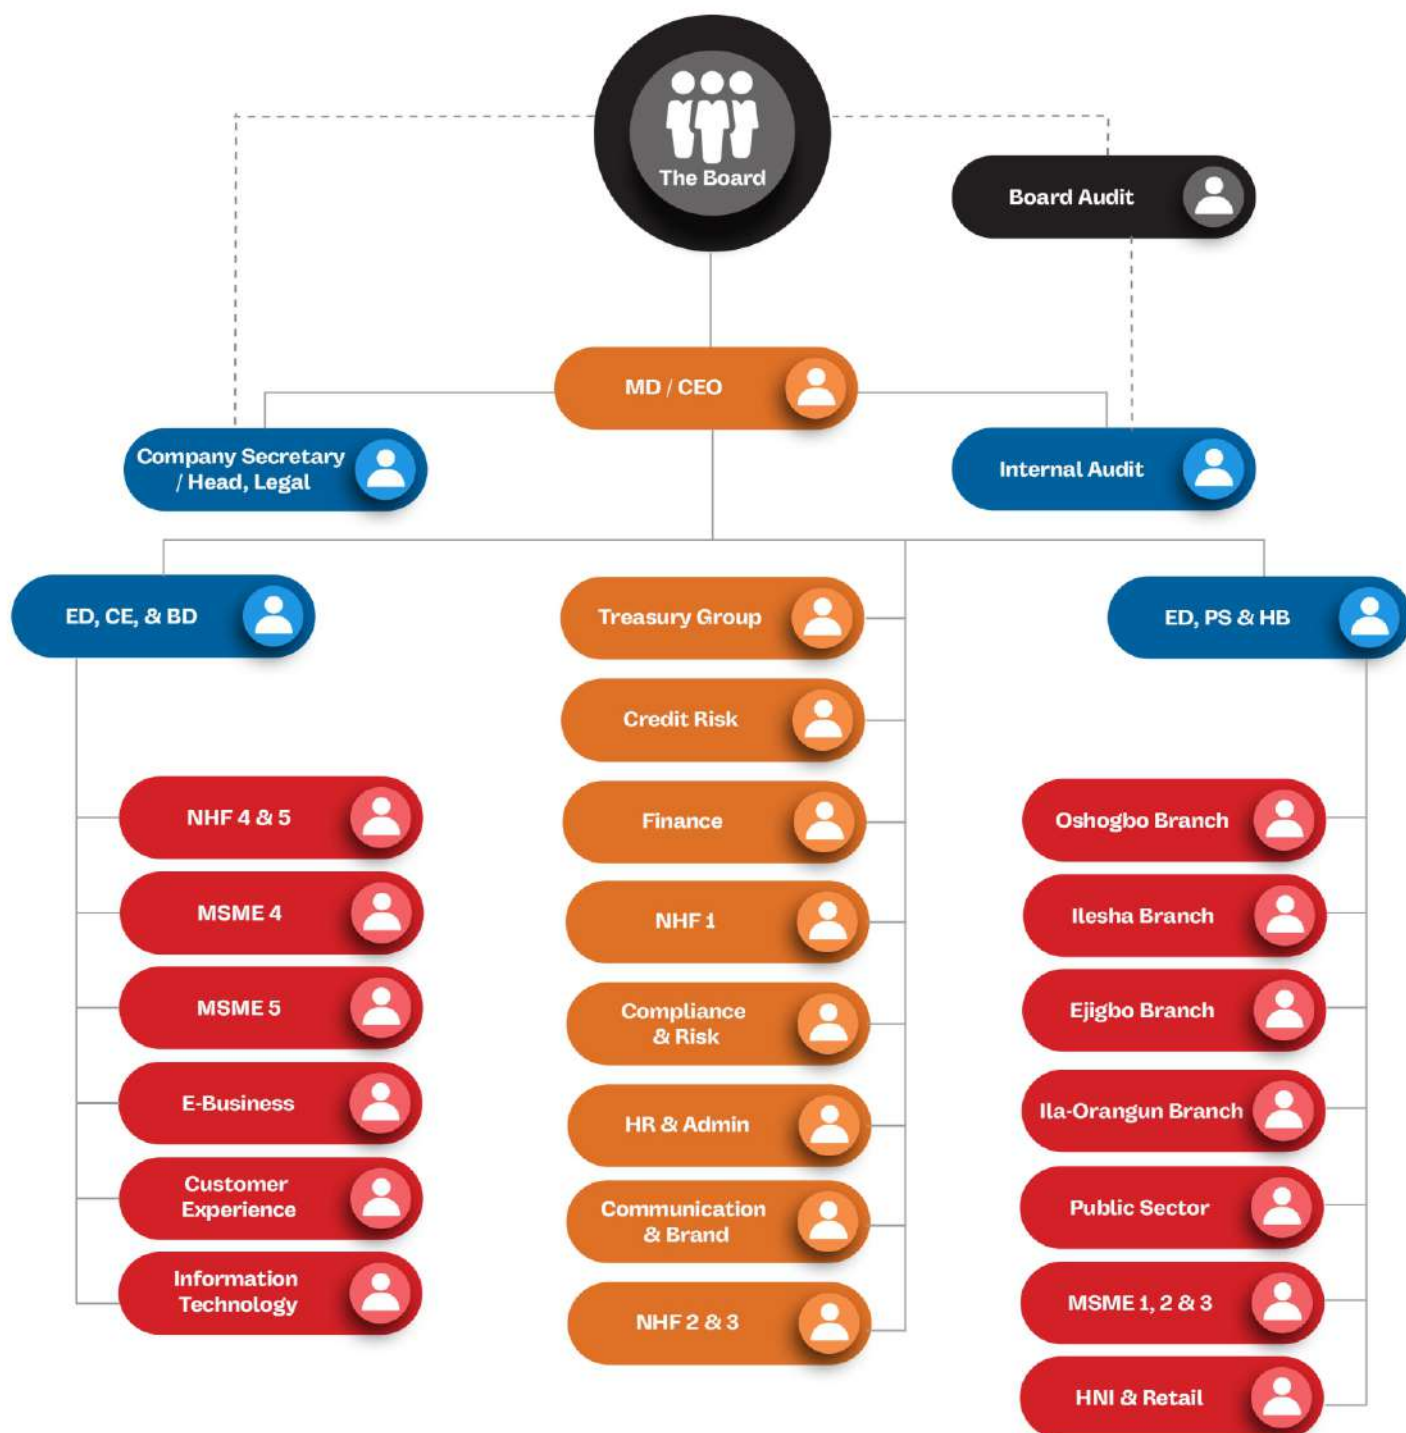 The Board
Board Audit
MD / CEO
Company Secretary
/ Head, Legal
Internal Audit
ED, CE, & BD
Treasury Group
ED, PS & HB
Credit Risk
NHF 4 & 5
Finance
Oshogbo Branch
MSME 4
NHF 1
Ilesha Branch
MSME 5
Compliance
& Risk
Ejigbo Branch
E-Business
HR & Admin
Ila-Orangun Branch
Customer
Experience
Communication
& Brand
Public Sector
Information
Technology
NHF 2 & 3
MSME 1, 2 & 3
HNI & Retail